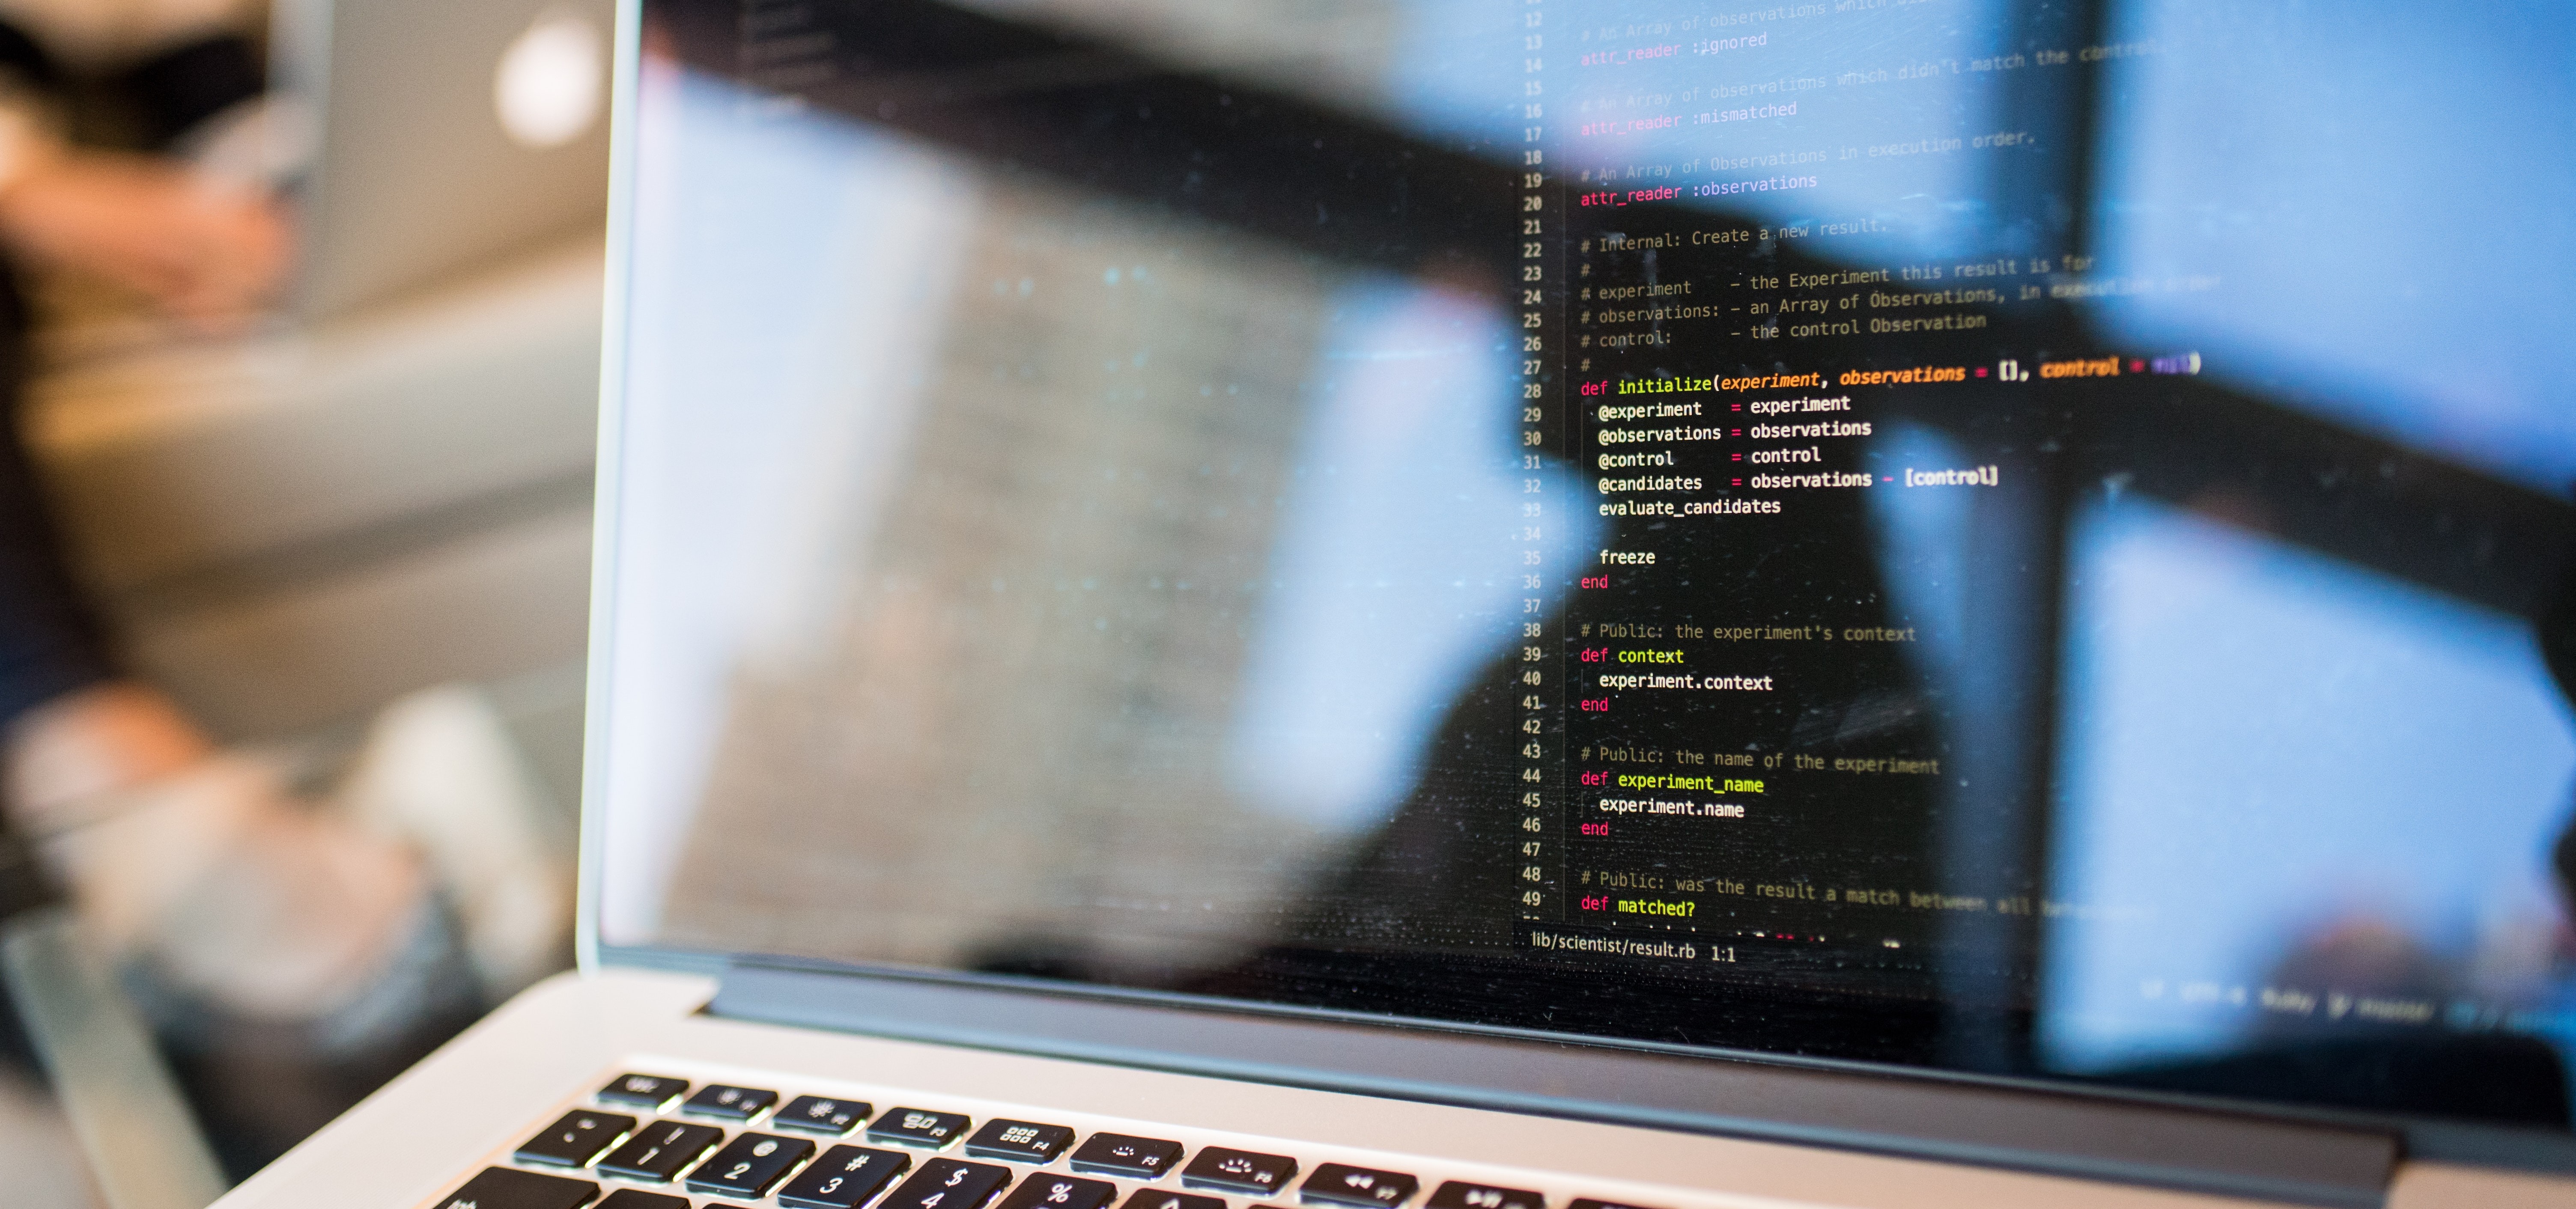 12 # An Array of observations which
13 attr_reader :ignored
14
15 # An Array of observations which didn't match the control.
16 attr_reader :mismatched
17
18 # An Array of Observations in execution order.
19 attr_reader :observations
20
21 # Internal: Create a new result.
22 #
23 # experiment - the Experiment this result is for
24 # observations: - an Array of Observations, in execution order
25 # control: - the control Observation
26 #
27 def initialize(experiment, observations = [], control = nil)
28 @experiment = experiment
29 @observations = observations
30 @control = control
31 @candidates = observations - [control]
32 evaluate_candidates
33
34 freeze
35 end
36
37
38 # Public: the experiment's context
39 def context
40 experiment.context
41 end
42
43 # Public: the name of the experiment
44 def experiment_name
45 experiment.name
46 end
47
48 # Public: was the result a match between all
49 def matched?
lib/scientist/result.rb 1:1
F3 F4 F5 F6 F7
! 1 @ 2 # 3 $ 4 %